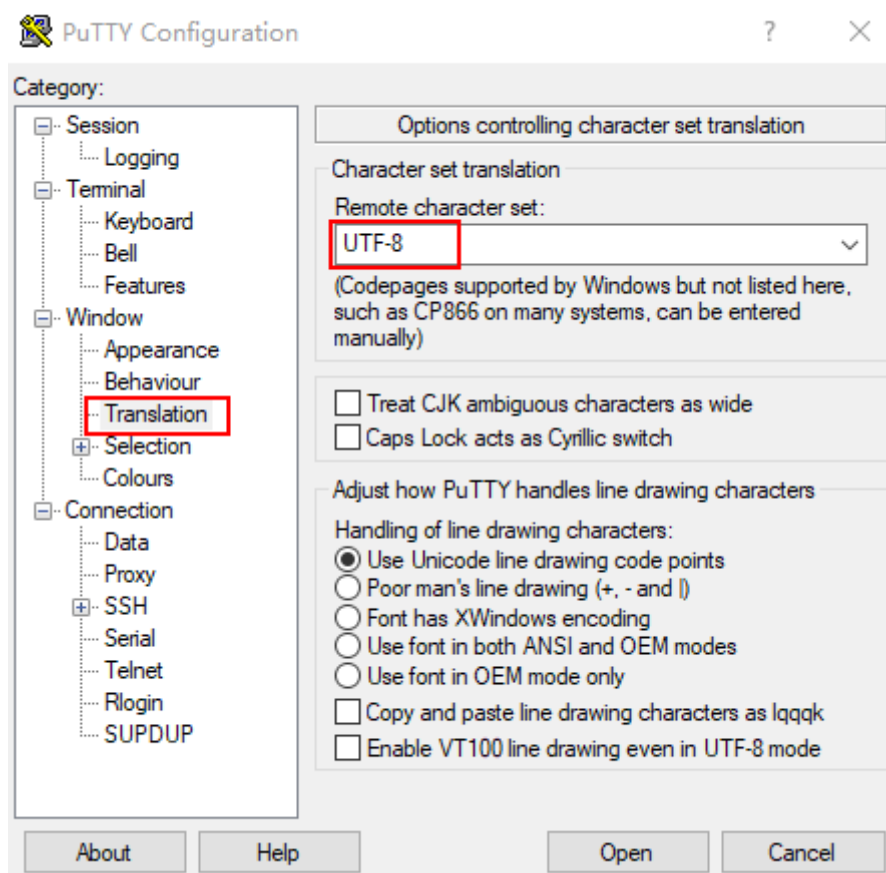 PuTTY Configuration
?
Category:
Session
Logging
Terminal
Keyboard
Bell
Features
Window
Appearance
Behaviour
Translation
Selection
Colours
Connection
Data
Proxy
SSH
Serial
Telnet
Rlogin
SUPDUP
Options controlling character set translation
Character set translation
Remote character set:
UTF-8
(Codepages supported by Windows but not listed here,
such as CP866 on many systems, can be entered
manually)
Treat CJK ambiguous characters as wide
Caps Lock acts as Cyrillic switch
Adjust how PuTTY handles line drawing characters
Handling of line drawing characters:
Use Unicode line drawing code points
Poor man's line drawing (+, - and |)
Font has XWindows encoding
Use font in both ANSI and OEM modes
Use font in OEM mode only
Copy and paste line drawing characters as lqqqk
Enable VT100 line drawing even in UTF-8 mode
About
Help
Open
Cancel